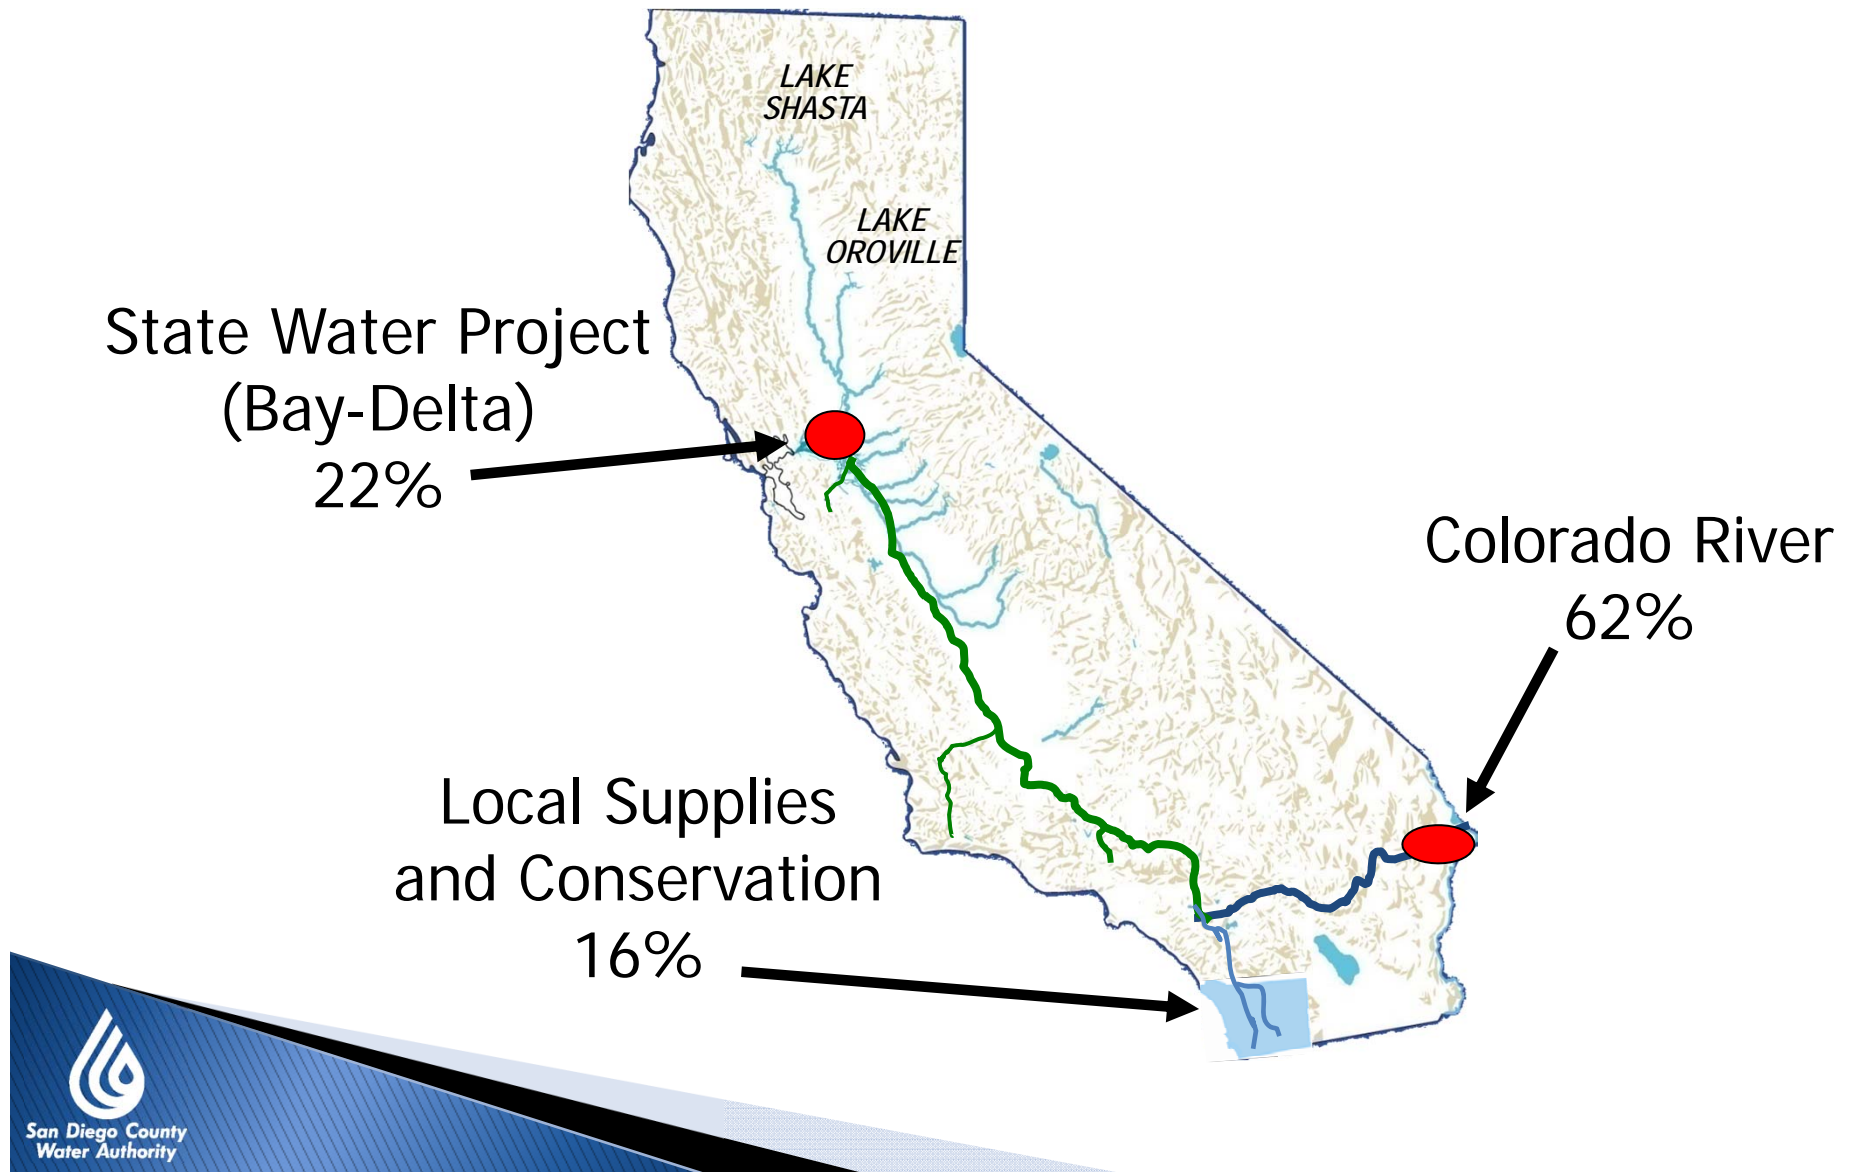 LAKE
SHASTA
LAKE
OROVILLE
State Water Project
(Bay-Delta)
22%
Colorado River
62%
Local Supplies
and Conservation
16%
San Diego County
Water Authority